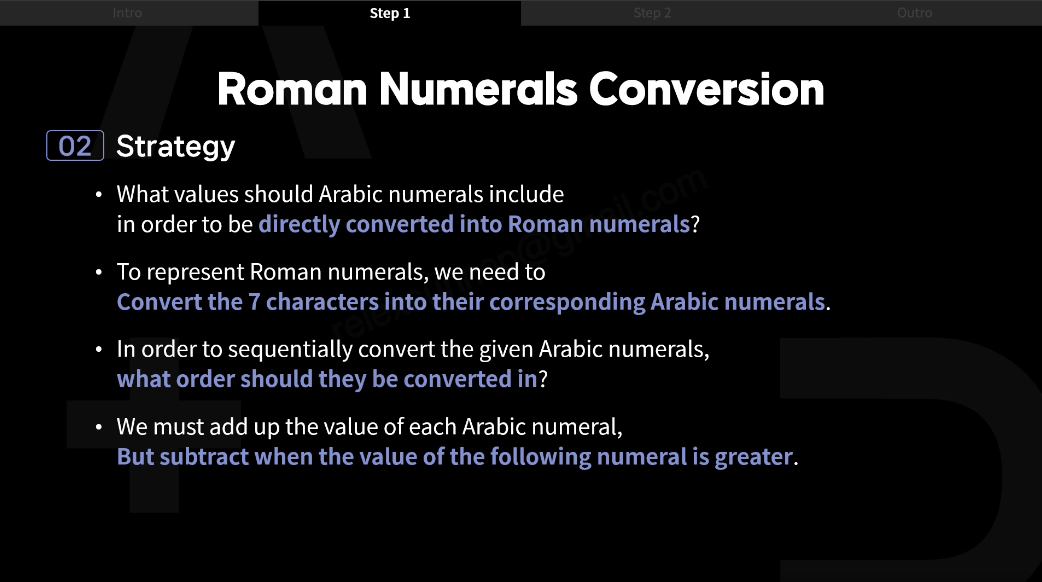 Intro
Step 1
Step 2
Outro
Roman Numerals Conversion
02 Strategy
• What values should Arabic numerals include
in order to be directly converted into Roman numerals?
• To represent Roman numerals, we need to
Convert the 7 characters into their corresponding Arabic numerals.
• In order to sequentially convert the given Arabic numerals,
what order should they be converted in?
• We must add up the value of each Arabic numeral,
But subtract when the value of the following numeral is greater.